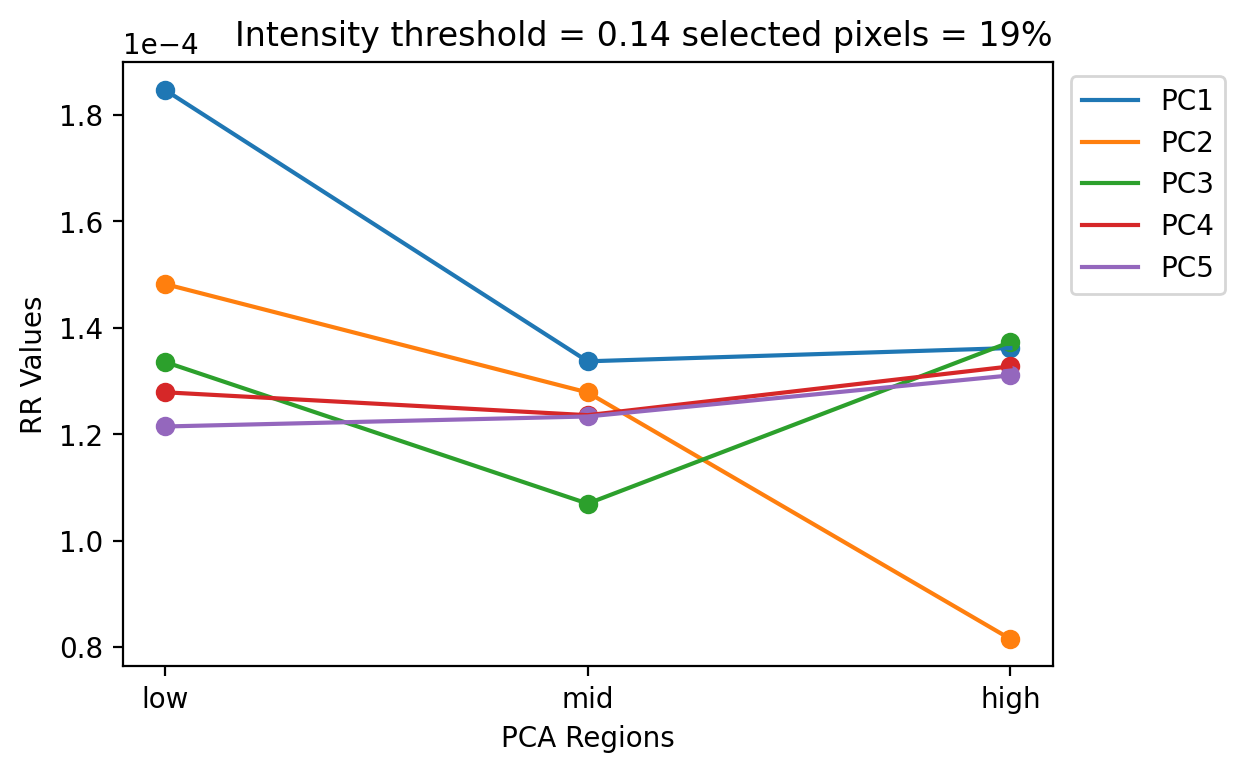 Intensity threshold = 0.14 selected pixels = 19%
1e−4
1.8
1.6
1.4
1.2
1.0
0.8
RR Values
low
mid
high
PCA Regions
PC1
PC2
PC3
PC4
PC5